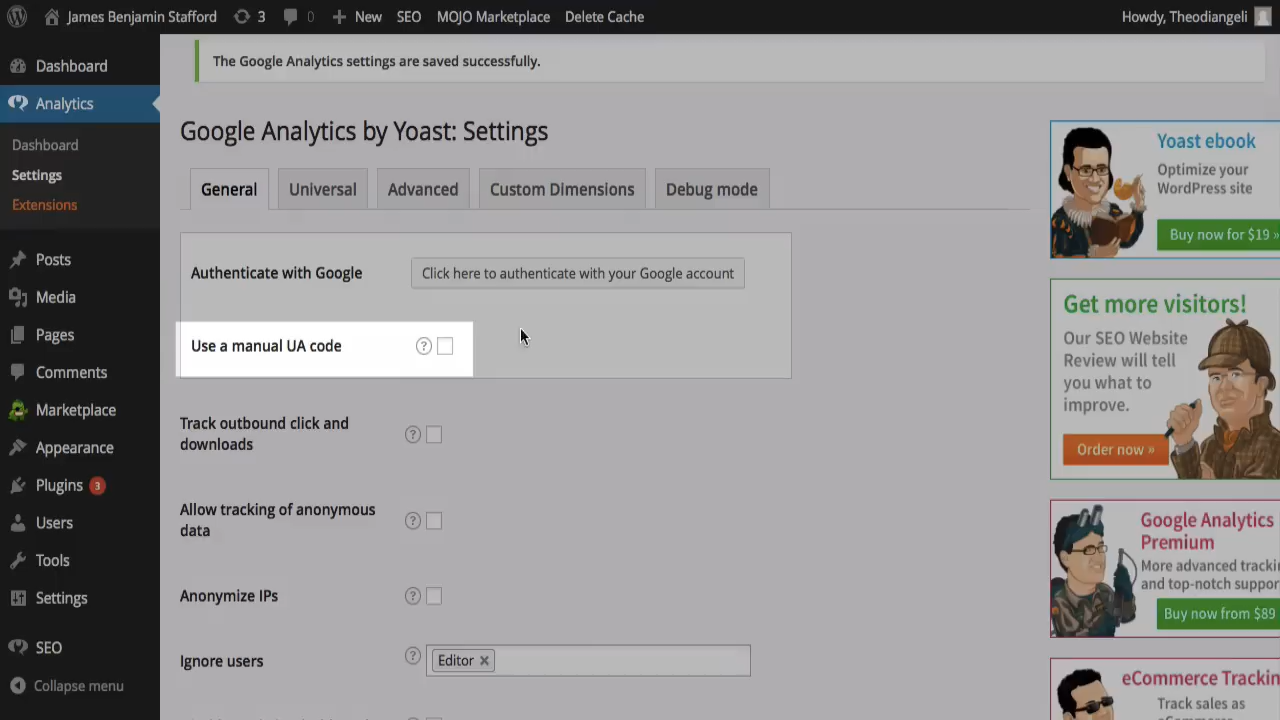 James Benjamin Stafford 3 0 New SEO MOJO Marketplace Delete Cache Howdy, Theodiangeli
Dashboard
Analytics
Dashboard
Settings
Extensions
Posts
Media
Pages
Comments
Marketplace
Appearance
Plugins 3
Users
Tools
Settings
SEO
Collapse menu
The Google Analytics settings are saved successfully.
Google Analytics by Yoast: Settings
General Universal Advanced Custom Dimensions Debug mode
Authenticate with Google Click here to authenticate with your Google account
Use a manual UA code ?
Track outbound click and
downloads ?
Allow tracking of anonymous
data ?
Anonymize IPs ?
Ignore users ? Editor ×
Yoast ebook
Optimize your
WordPress site
Buy now for $19 »
Get more visitors!
Our SEO Website
Review will tell
you what to
improve.
Order now »
Google Analytics
Premium
More advanced
and top-notch
Buy now from $89
eCommerce
Track sales as